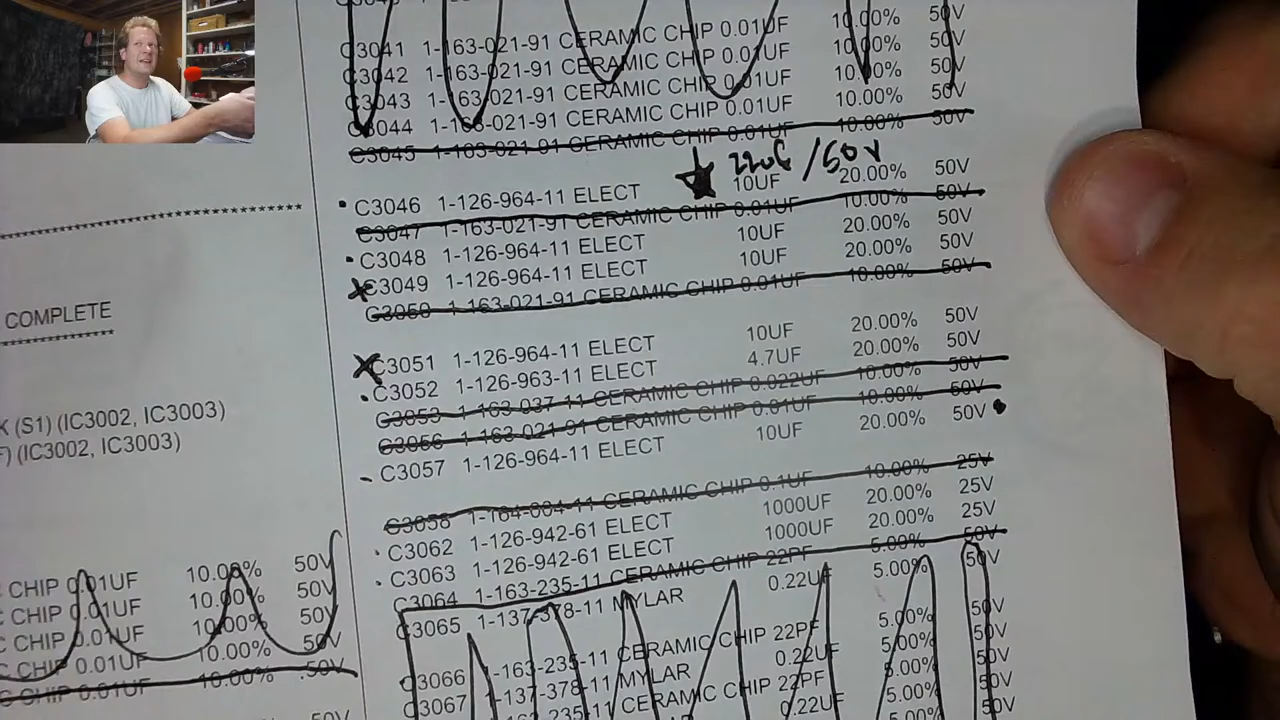 C3041 1-163-021-91 CERAMIC CHIP 0.01UF 10.00% 50V
C3042 1-163-021-91 CERAMIC CHIP 0.01UF 10.00% 50V
C3043 1-163-021-91 CERAMIC CHIP 0.01UF 10.00% 50V
C3044 1-163-021-91 CERAMIC CHIP 0.01UF 10.00% 50V
C3045 1-163-021-91 CERAMIC CHIP 0.01UF 10.00% 50V
/50V
C3046 1-126-964-11 ELECT 10UF 20.00% 50V
C3047 1-163-021-91 CERAMIC CHIP 0.01UF 10.00% 50V
C3048 1-126-964-11 ELECT 10UF 20.00% 50V
C3049 1-126-964-11 ELECT 10UF 20.00% 50V
C3050 1-163-021-91 CERAMIC CHIP 0.01UF 10.00% 50V
C3051 1-126-964-11 ELECT 10UF 20.00% 50V
C3052 1-126-963-11 ELECT 4.7UF 20.00% 50V
C3053 1-163-037-11 CERAMIC CHIP 0.022UF 10.00% 50V
C3056 1-163-021-91 CERAMIC CHIP 0.01UF 10.00% 50V
C3057 1-126-964-11 ELECT 10UF 20.00% 50V
C3058 1-164-004-11 CERAMIC CHIP 0.1UF 10.00% 25V
C3062 1-126-942-61 ELECT 1000UF 20.00% 25V
C3063 1-126-942-61 ELECT 1000UF 20.00% 25V
C3064 1-163-235-11 CERAMIC CHIP 22PF 5.00% 50V
C3065 1-137-378-11 MYLAR 0.22UF 5.00% 50V
C3066 1-163-235-11 CERAMIC CHIP 22PF 5.00% 50V
C3067 1-137-378-11 MYLAR 0.22UF 5.00% 50V
235-11 CERAMIC CHIP 22PF 5.00% 50V
0.22UF 5.00% 50V
****************************
COMPLETE
****************
K (S1) (IC3002, IC3003)
) (IC3002, IC3003)
C CHIP 0.01UF 10.00% 50V
C CHIP 0.01UF 10.00% 50V
C CHIP 0.01UF 10.00% 50V
C CHIP 0.01UF 10.00% 50V
C CHIP 0.01UF 10.00% 50V
50V